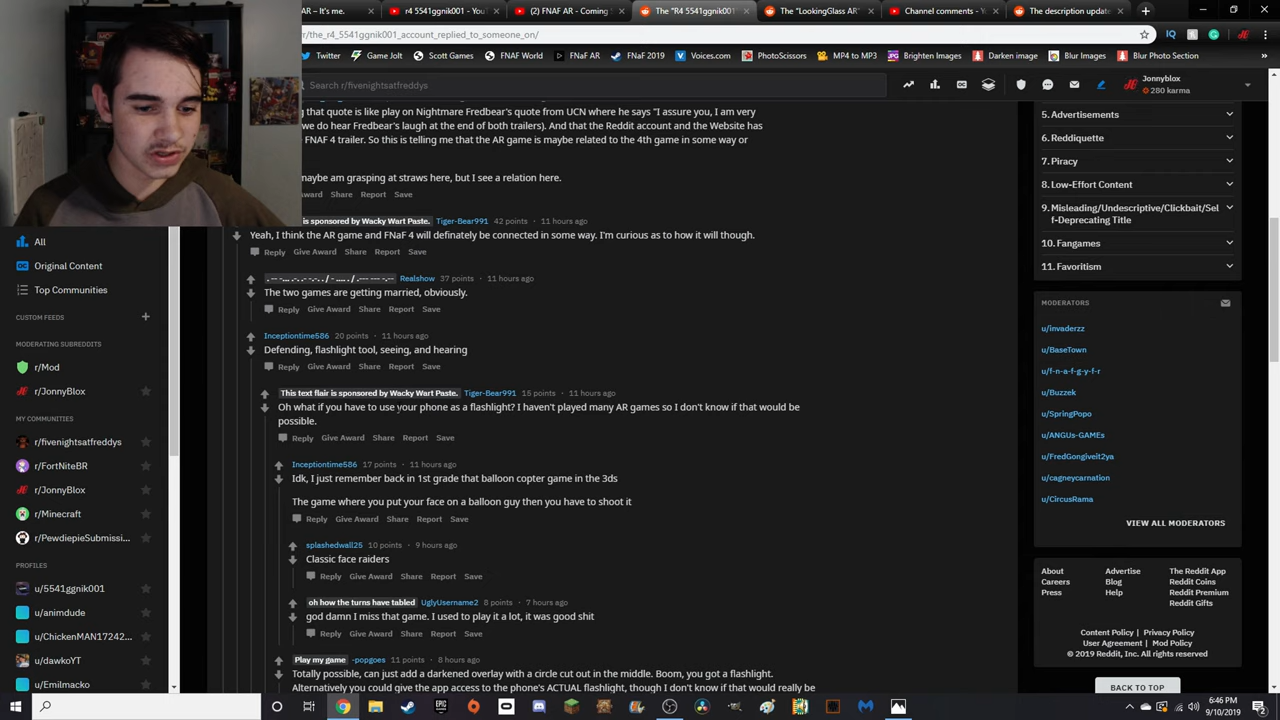 AR – It's me.
r4 5541ggnik001 - YouT
(2) FNAF AR - Coming S
The "R4 5541ggnik001"
The "LookingGlass AR"
Channel comments - Yo
The description update
r/the_r4_5541ggnik001_account_replied_to_someone_on/
Twitter
Blur Images
Scott Games
FNAF World
FNaF AR
FNAF 2019
Voices.com
PhotoScissors
MP4 to MP3
Brighten Images
Darken image
Blur Photo Section
Search r/fivenightsatfreddys
Jonnyblox
280 karma
ng that quote is like play on Nightmare Fredbear's quote from UCN where he says "I assure you, I am very
we do hear Fredbear's laugh at the end of both trailers). And that the Reddit account and the Website has
FNAF 4 trailer. So this is telling me that the AR game is maybe related to the 4th game in some way or
maybe am grasping at straws here, but I see a relation here.
Award Share Report Save
is sponsored by Wacky Wart Paste. Tiger-Bear991 42 points · 11 hours ago
Yeah, I think the AR game and FNaF 4 will definately be connected in some way. I'm curious as to how it will though.
Reply Give Award Share Report Save
Realshow 37 points · 11 hours ago
The two games are getting married, obviously.
Reply Give Award Share Report Save
Inceptiontime586 20 points · 11 hours ago
Defending, flashlight tool, seeing, and hearing
Reply Give Award Share Report Save
This text flair is sponsored by Wacky Wart Paste. Tiger-Bear991 15 points · 11 hours ago
Oh what if you have to use your phone as a flashlight? I haven't played many AR games so I don't know if that would be
possible.
Reply Give Award Share Report Save
Inceptiontime586 17 points · 11 hours ago
Idk, I just remember back in 1st grade that balloon copter game in the 3ds
The game where you put your face on a balloon guy then you have to shoot it
Reply Give Award Share Report Save
splashedwall25 10 points · 9 hours ago
Classic face raiders
Reply Give Award Share Report Save
oh how the turns have tabled UglyUsername2 8 points · 7 hours ago
god damn I miss that game. I used to play it a lot, it was good shit
Reply Give Award Share Report Save
Play my game -popgoes 11 points · 8 hours ago
Totally possible, can just add a darkened overlay with a circle cut out in the middle. Boom, you got a flashlight.
Alternatively you could give the app access to the phone's ACTUAL flashlight, though I don't know if that would really be
All
Original Content
Top Communities
CUSTOM FEEDS
MODERATING SUBREDDITS
r/Mod
r/JonnyBlox
MY COMMUNITIES
r/fivenightsatfreddys
r/FortNiteBR
r/JonnyBlox
r/Minecraft
r/PewdiepieSubmissi...
PROFILES
u/5541ggnik001
u/animdude
u/ChickenMAN17242...
u/dawkoYT
u/Emilmacko
5. Advertisements
6. Rediquette
7. Piracy
8. Low-Effort Content
9. Misleading/Undescriptive/Clickbait/Sel
f-Deprecating Title
10. Fangames
11. Favoritism
MODERATORS
u/invaderzz
u/BaseTown
u/f-n-a-f-g-y-f-r
u/Buzzek
u/SpringPopo
u/ANGUs-GAMEs
u/FredGongiveit2ya
u/cagneycarnation
u/CircusRama
VIEW ALL MODERATORS
About Advertise The Reddit App
Careers Blog Reddit Coins
Press Help Reddit Premium
Reddit Gifts
Content Policy | Privacy Policy
User Agreement | Mod Policy
© 2019 Reddit, Inc. All rights reserved
BACK TO TOP
6:46 PM
9/10/2019